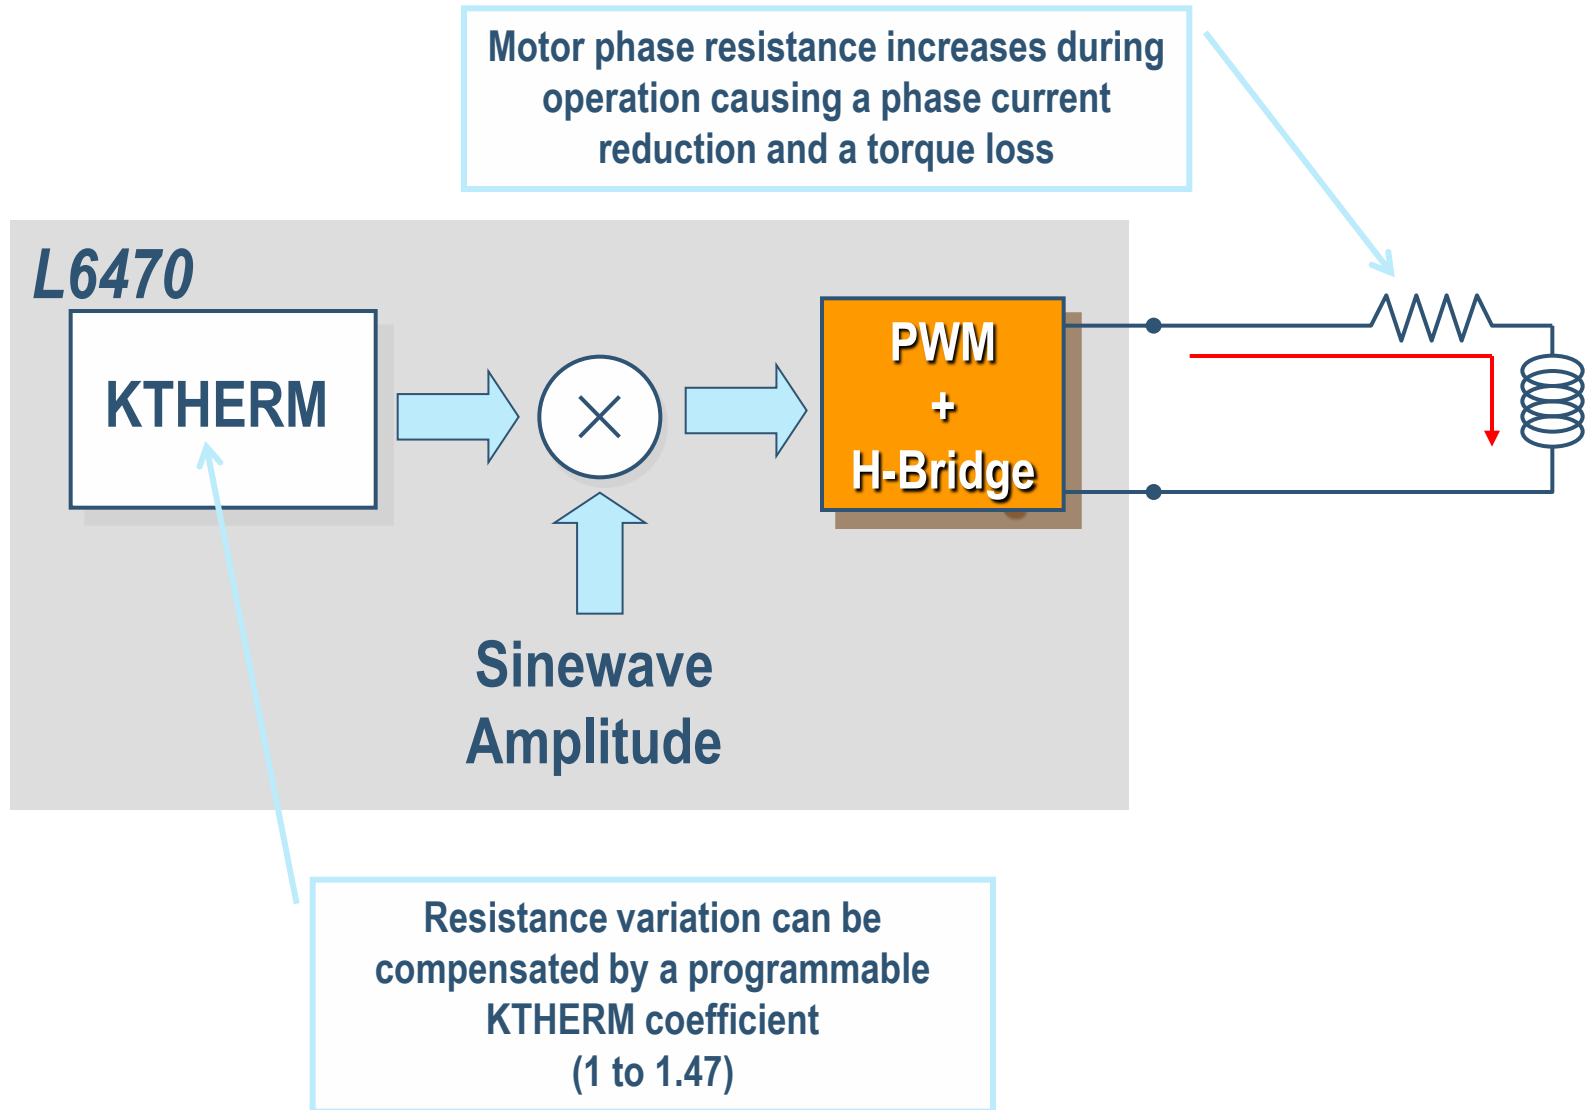 Motor phase resistance increases during
operation causing a phase current
reduction and a torque loss
L6470
KTHERM
PWM
+
H-Bridge
Sinewave
Amplitude
Resistance variation can be
compensated by a programmable
KTHERM coefficient
(1 to 1.47)